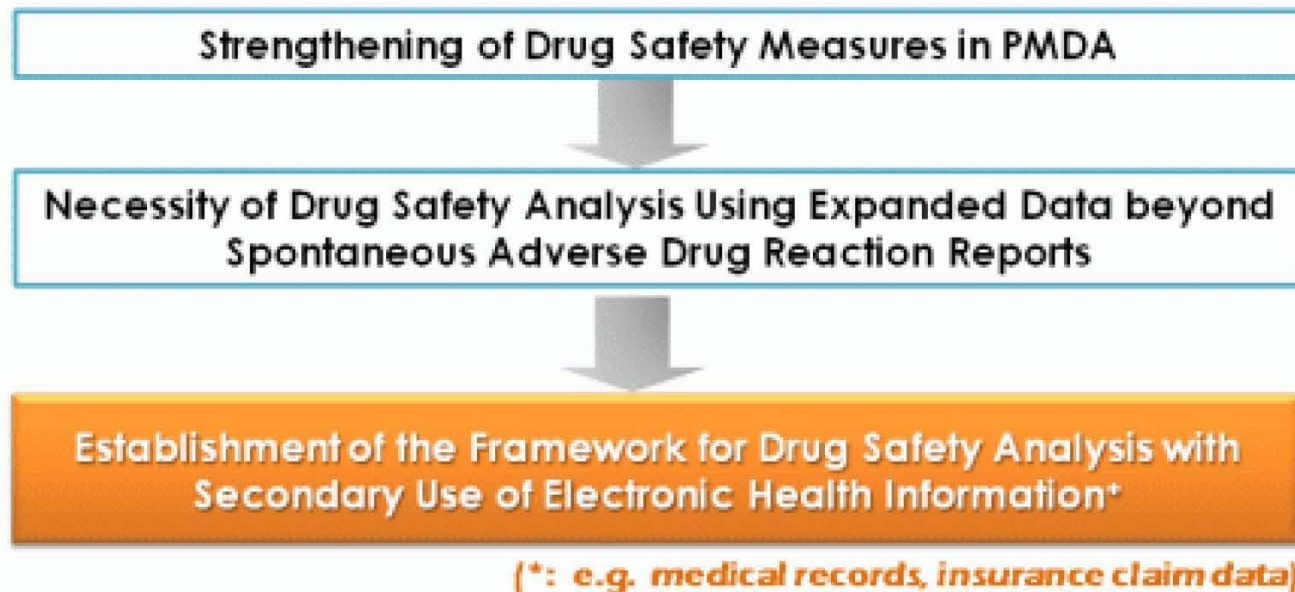 Strengthening of Drug Safety Measures in PMDA
Necessity of Drug Safety Analysis Using Expanded Data beyond
Spontaneous Adverse Drug Reaction Reports
Establishment of the Framework for Drug Safety Analysis with
Secondary Use of Electronic Health Information*
(*: e.g. medical records, insurance claim data)